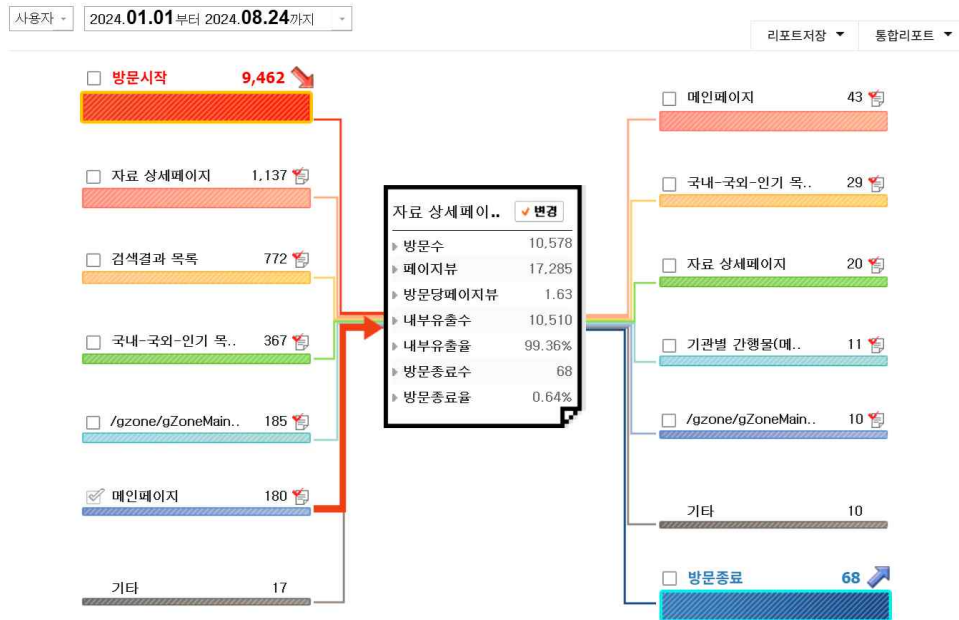 사용자
2024.01.01부터 2024.08.24까지
리포트저장
통합리포트
방문시작 9,462
자료 상세페이지 1,137
검색결과 목록 772
국내-국외-인기 목.. 367
/gzone/gZoneMain.. 185
메인페이지 180
기타 17
자료 상세페이.. 변경
방문수 10,578
페이지뷰 17,285
방문당페이지뷰 1.63
내부유출수 10,510
내부유출율 99.36%
방문종료수 68
방문종료율 0.64%
메인페이지 43
국내-국외-인기 목.. 29
자료 상세페이지 20
기관별 간행물(메.. 11
/gzone/gZoneMain.. 10
기타 10
방문종료 68